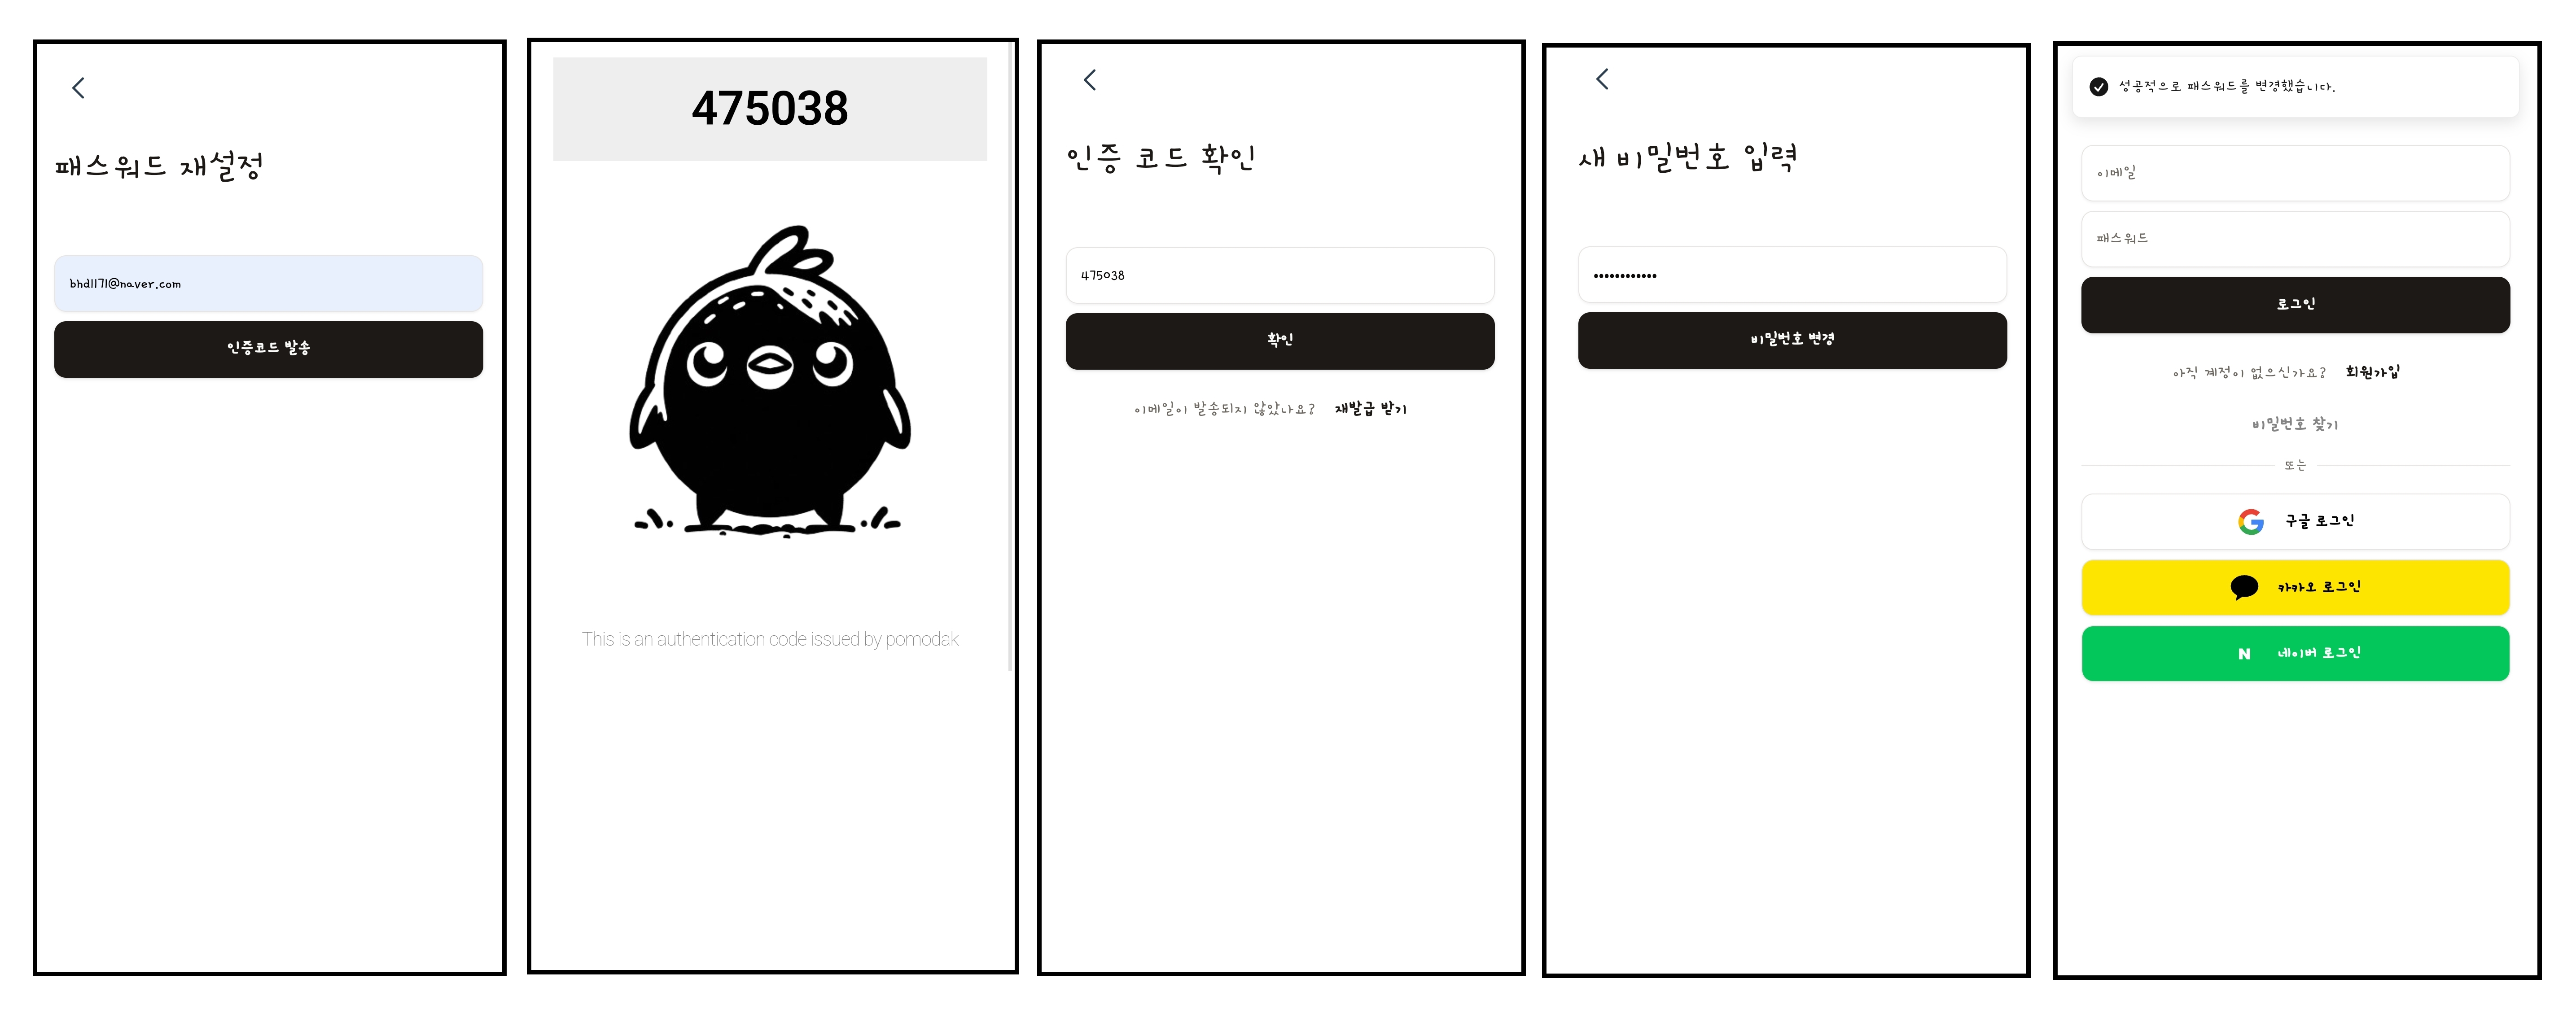 패스워드 재설정
bhd1171@naver.com
인증코드 발송
475038
This is an authentication code issued by pomodak
인증 코드 확인
475038
확인
이메일이 발송되지 않았나요? 재발급 받기
새 비밀번호 입력
••••••••••••
비밀번호 변경
성공적으로 패스워드를 변경했습니다.
이메일
패스워드
로그인
아직 계정이 없으신가요? 회원가입
비밀번호 찾기
또는
구글 로그인
카카오 로그인
N 네이버 로그인